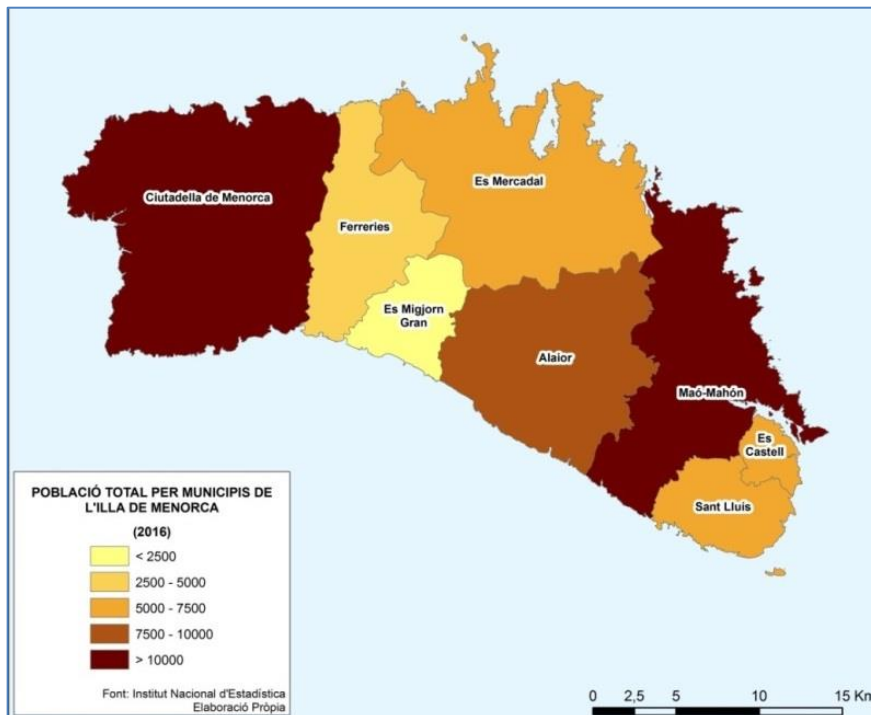 Ciutadella de Menorca
Ferreries
Es Mercadal
Es Migjorn
Gran
Alaior
Maó-Mahón
Es
Castell
Sant Lluís
POBLACIÓ TOTAL PER MUNICIPIS DE
L'ILLA DE MENORCA
(2016)
< 2500
2500 - 5000
5000 - 7500
7500 - 10000
> 10000
Font: Institut Nacional d'Estadística
Elaboració Pròpia
0 2,5 5 10 15 Km